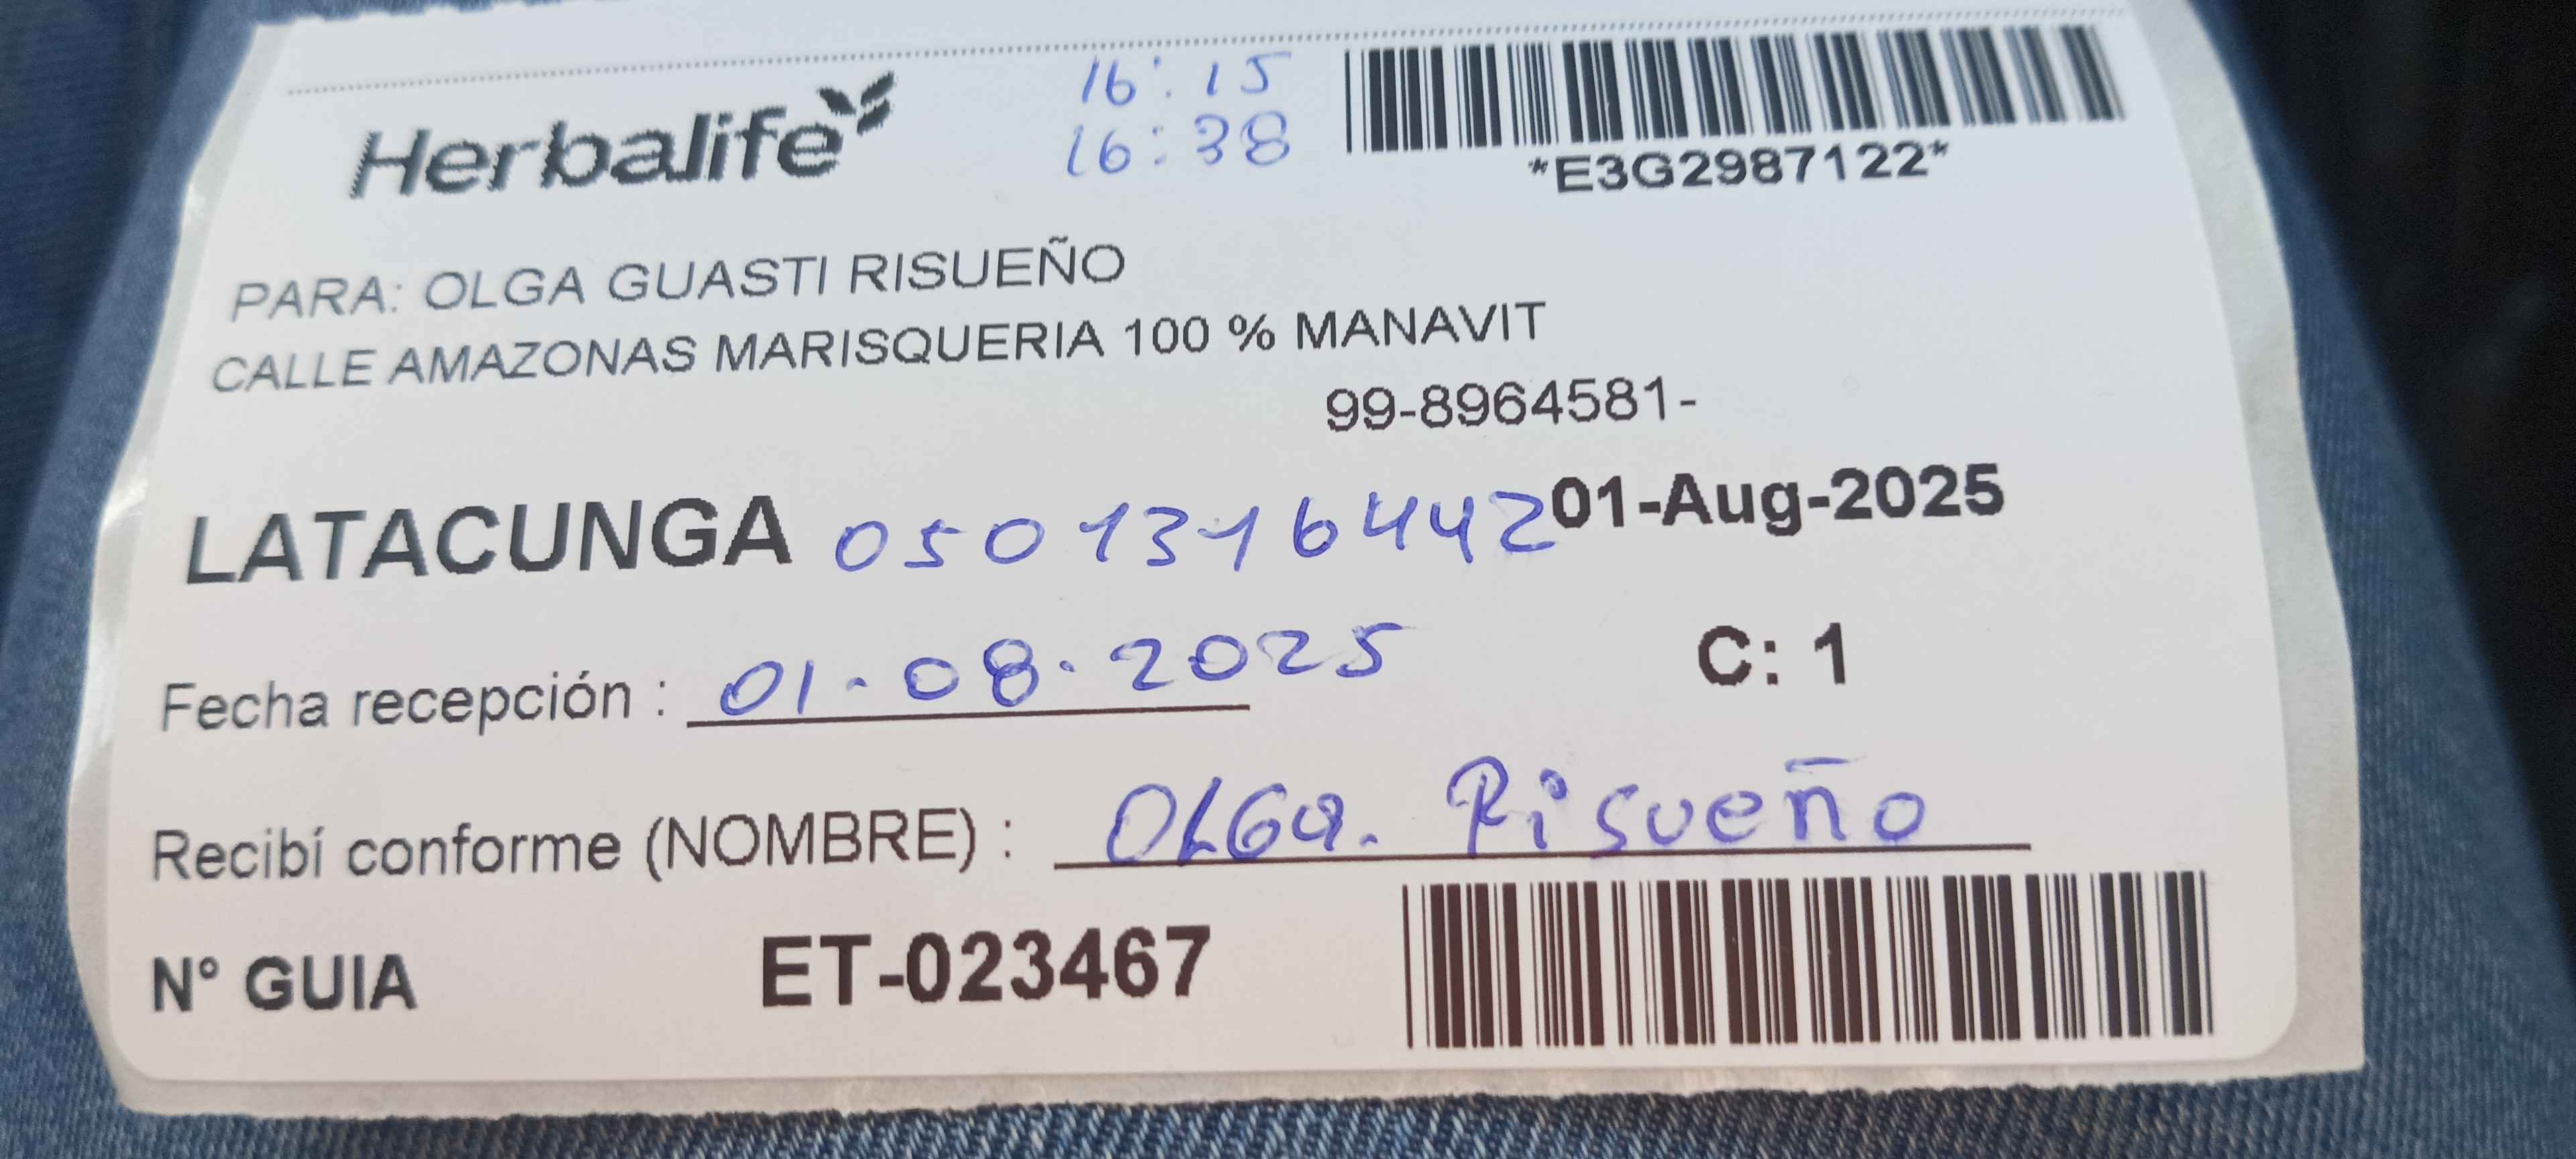 Herbalife
16:15
16:38
*E3G2987122*
PARA: OLGA GUASTI RISUEÑO
CALLE AMAZONAS MARISQUERIA 100 % MANAVIT
99-8964581-
LATACUNGA 0501316442 01-Aug-2025
Fecha recepción : 01-08-2025
C: 1
Recibí conforme (NOMBRE) : OLGa. Risueño
N° GUIA ET-023467